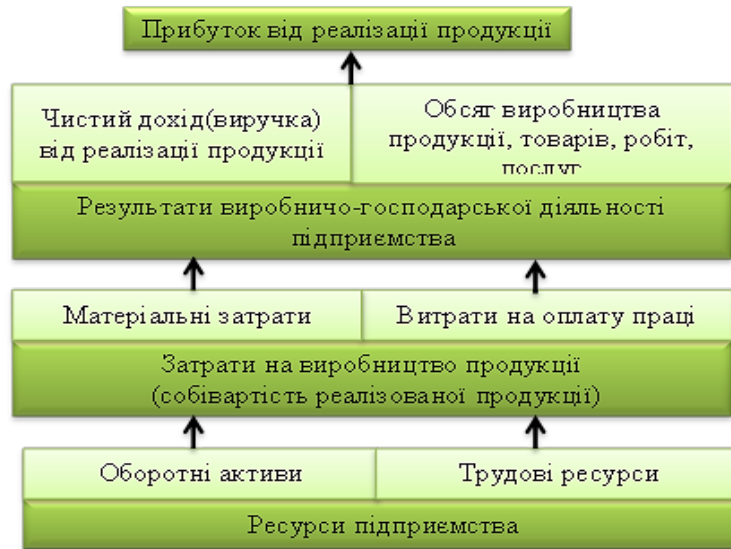 Прибуток від реалізації продукції
Чистий дохід(виручка)
від реалізації продукції
Обсяг виробництва
продукції, товарів, робіт,
послуг
Результати виробничо-господарської діяльності
підприємства
Матеріальні затрати
Витрати на оплату праці
Затрати на виробництво продукції
(собівартість реалізованої продукції)
Оборотні активи
Трудові ресурси
Ресурси підприємства